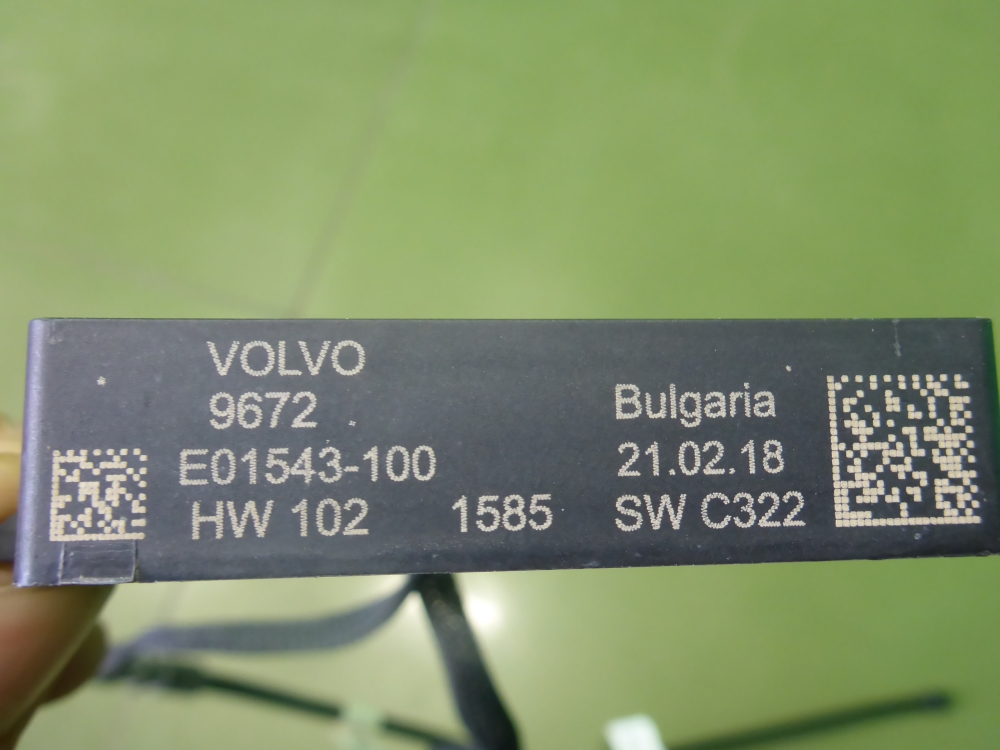 VOLVO
9672
E01543-100
HW 102
1585
Bulgaria
21.02.18
SW C322